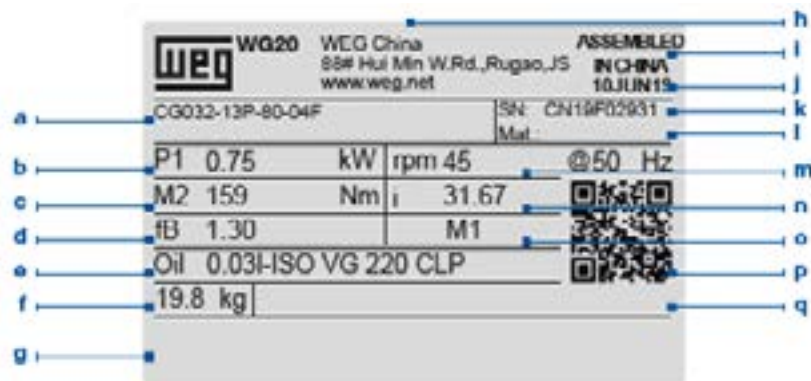 h
weg WG20 WEG China ASSEMBLED
88# Hui Min W.Rd.,Rugao,JS IN CHINA
www.weg.net 10JUN19
i
j
a CG032-13P-80-04F SN: CN19F02931 k
Mat.: l
b P1 0.75 kW rpm 45 @50 Hz m
c M2 159 Nm i 31.67 n
d fB 1.30 M1 o
e Oil 0.03l-ISO VG 220 CLP p
f 19.8 kg q
g